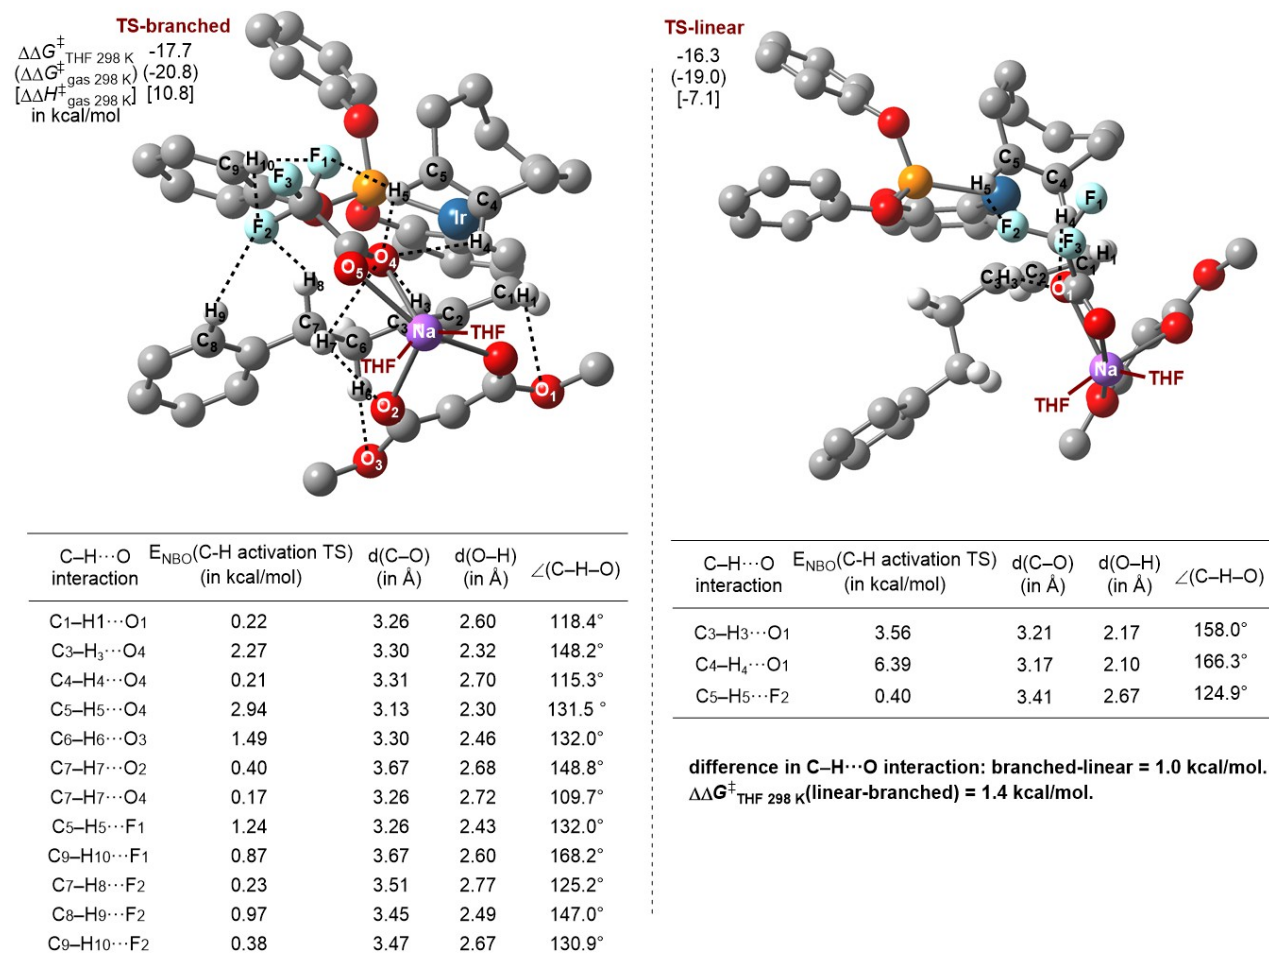 TS-branched
ΔΔG‡THF 298 K -17.7
(ΔΔG‡gas 298 K) (-20.8)
[ΔΔH‡gas 298 K] [10.8]
in kcal/mol
C9 H10 F1
F3
F2
H5
C5
C4
Ir
H4
O5 O4
H8
H3
C1 H1
H9
C7
C3
C2
C8
H7 C6
Na THF
THF
H6
O2
O1
O3
TS-linear
-16.3
(-19.0)
[-7.1]
C5
H5
C4
F1
F2
H4
F3
H1
C3 H3 C2 C1
O1
Na
THF
THF
C–H···O interaction ENBO(C-H activation TS) (in kcal/mol) d(C–O) (in Å) d(O–H) (in Å) ∠(C–H–O)
C1–H1···O1 0.22 3.26 2.60 118.4°
C3–H3···O4 2.27 3.30 2.32 148.2°
C4–H4···O4 0.21 3.31 2.70 115.3°
C5–H5···O4 2.94 3.13 2.30 131.5 °
C6–H6···O3 1.49 3.30 2.46 132.0°
C7–H7···O2 0.40 3.67 2.68 148.8°
C7–H7···O4 0.17 3.26 2.72 109.7°
C5–H5···F1 1.24 3.26 2.43 132.0°
C9–H10···F1 0.87 3.67 2.60 168.2°
C7–H8···F2 0.23 3.51 2.77 125.2°
C8–H9···F2 0.97 3.45 2.49 147.0°
C9–H10···F2 0.38 3.47 2.67 130.9°
C–H···O interaction ENBO(C-H activation TS) (in kcal/mol) d(C–O) (in Å) d(O–H) (in Å) ∠(C–H–O)
C3–H3···O1 3.56 3.21 2.17 158.0°
C4–H4···O1 6.39 3.17 2.10 166.3°
C5–H5···F2 0.40 3.41 2.67 124.9°
difference in C–H···O interaction: branched-linear = 1.0 kcal/mol.
ΔΔG‡THF 298 K(linear-branched) = 1.4 kcal/mol.